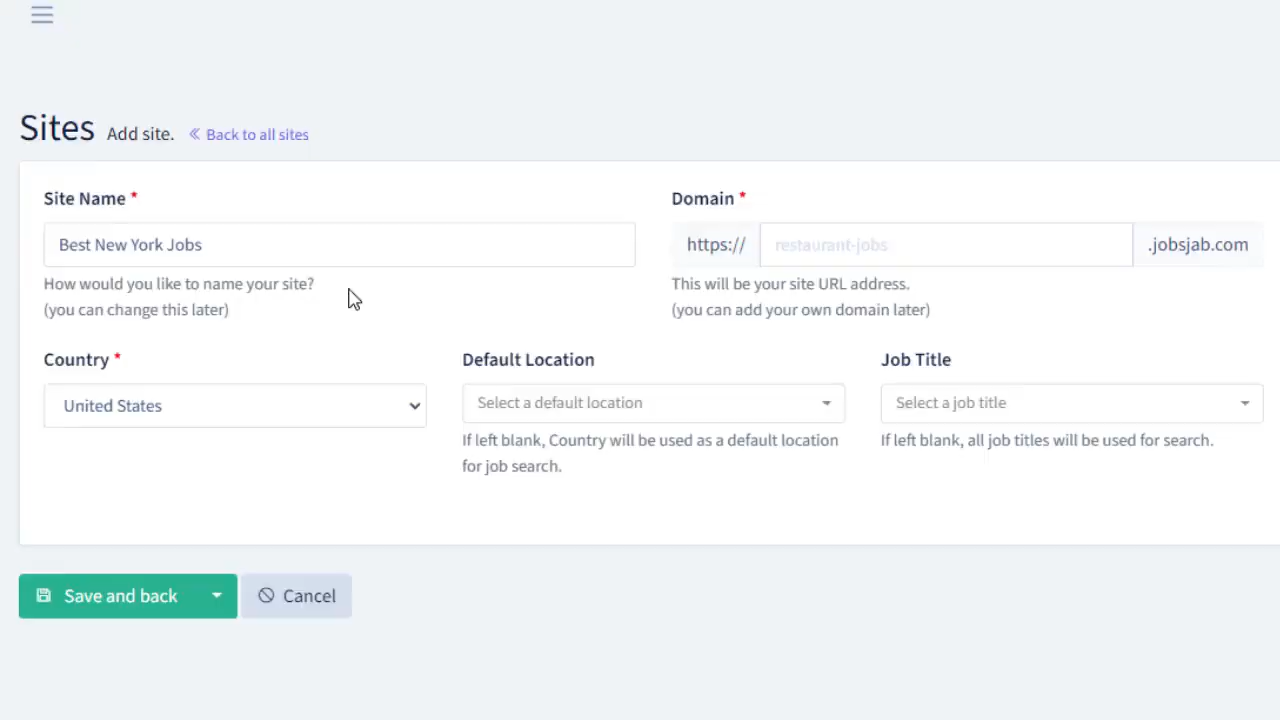 Sites Add site. Back to all sites
Site Name *
Domain *
Best New York Jobs
https:// restaurant-jobs .jobsjab.com
How would you like to name your site?
(you can change this later)
This will be your site URL address.
(you can add your own domain later)
Country *
Default Location
Job Title
United States
Select a default location
Select a job title
If left blank, Country will be used as a default location
for job search.
If left blank, all job titles will be used for search.
Save and back
Cancel